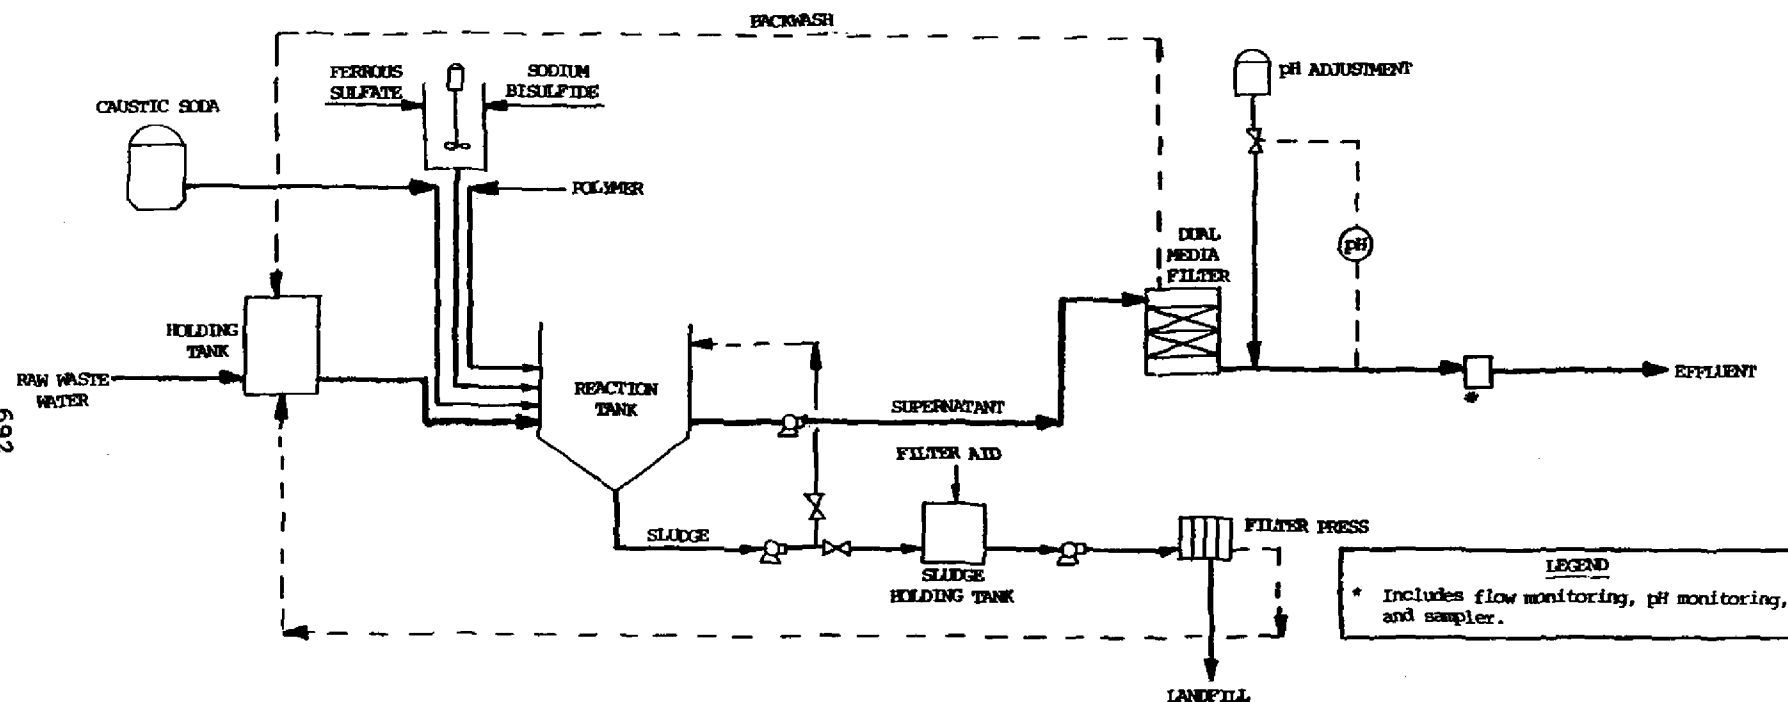 BACKWASH
FERROUS
SULFATE
SODIUM
BISULFIDE
pH ADJUSTMENT
CAUSTIC SODA
POLYMER
DUAL
MEDIA
FILTER
pH
HOLDING
TANK
RAW WASTE
WATER
REACTION
TANK
SUPERNATANT
EFFLUENT
*
692
FILTER AID
SLUDGE
FILTER PRESS
SLUDGE
HOLDING TANK
LEGEND
* Includes flow monitoring, pH monitoring,
and sampler.
LANDFILL